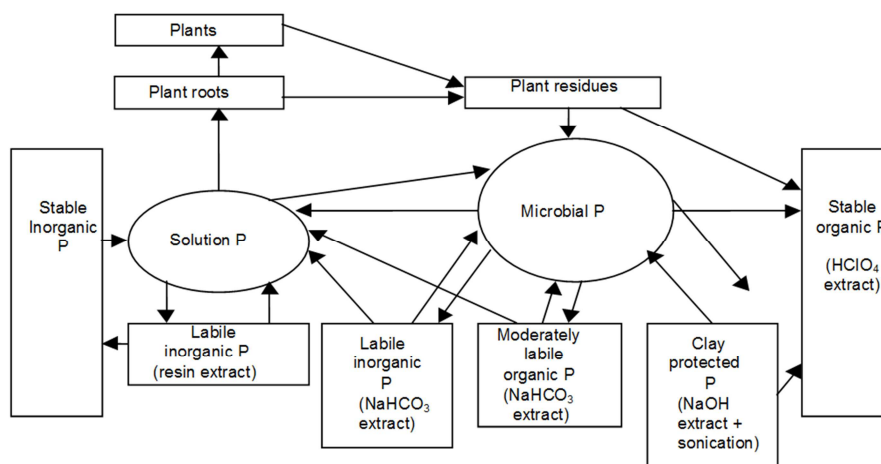 Plants
Plant roots
Plant residues
Stable
Inorganic
P
Solution P
Microbial P
Stable
organic P
(HClO₄
extract)
Labile
inorganic P
(resin extract)
Labile
inorganic
P
(NaHCO₃
extract)
Moderately
labile
organic P
(NaHCO₃
extract)
Clay
protected
P
(NaOH
extract +
sonication)